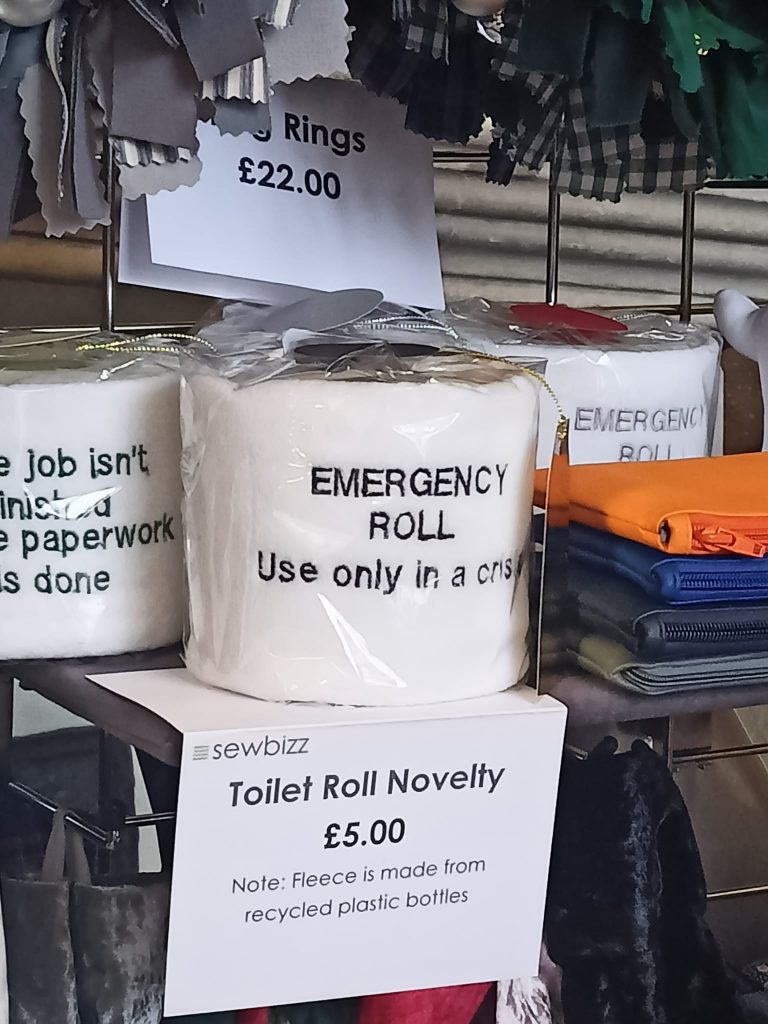 Rings
£22.00
e job isn't
e paperwork
is done
EMERGENCY
ROLL
Use only in a
EMERGENCY
ROLL
sewbizz
Toilet Roll Novelty
£5.00
Note: Fleece is made from
recycled plastic bottles